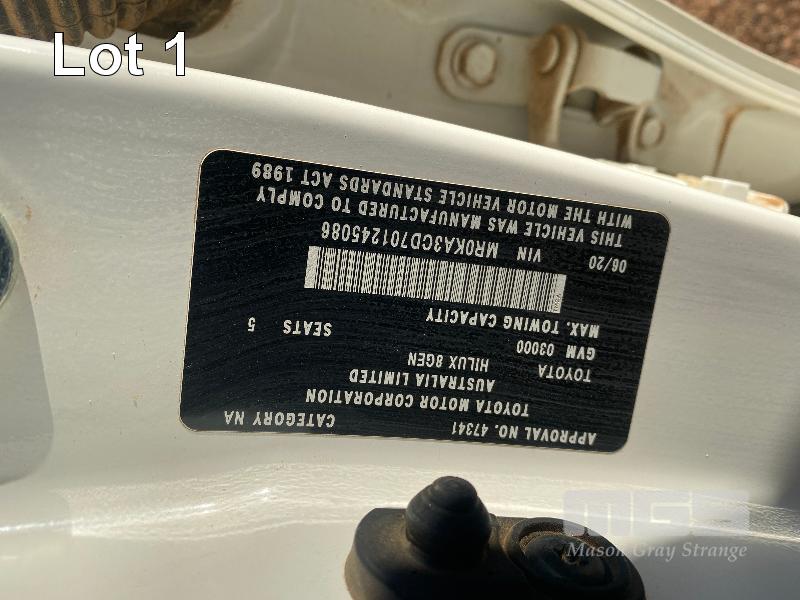 Lot 1
APPROVAL NO. 47341 CATEGORY NA
TOYOTA MOTOR CORPORATION
AUSTRALIA LIMITED
TOYOTA HILUX 8GEN
GVM 03000 SEATS 5
MAX. TOWING CAPACITY
06/20 VIN MR0KA3CD701245086
THIS VEHICLE WAS MANUFACTURED TO COMPLY
WITH THE MOTOR VEHICLE STANDARDS ACT 1989
MGS
Mason Gray Strange